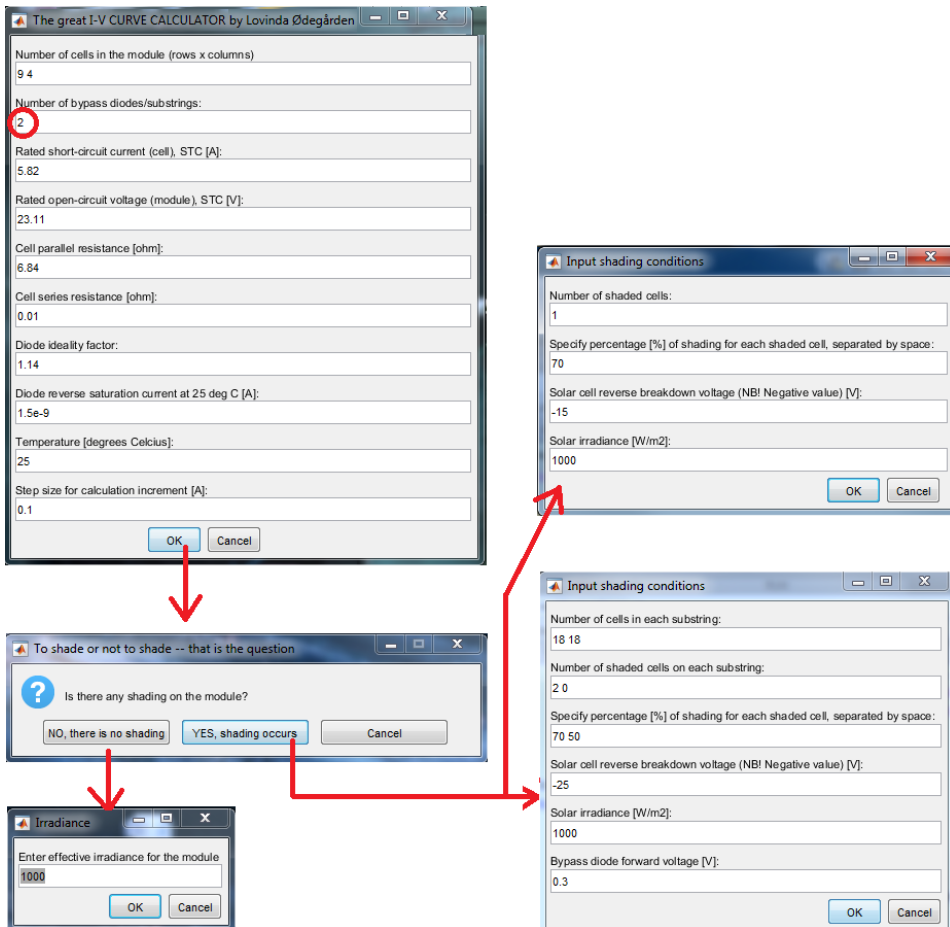 The great I-V CURVE CALCULATOR by Lovinda Ødegården
Number of cells in the module (rows x columns)
9 4
Number of bypass diodes/substrings:
2
Rated short-circuit current (cell), STC [A]:
5.82
Rated open-circuit voltage (module), STC [V]:
23.11
Cell parallel resistance [ohm]:
6.84
Cell series resistance [ohm]:
0.01
Diode ideality factor:
1.14
Diode reverse saturation current at 25 deg C [A]:
1.5e-9
Temperature [degrees Celcius]:
25
Step size for calculation increment [A]:
0.1
OK Cancel
To shade or not to shade -- that is the question
Is there any shading on the module?
NO, there is no shading YES, shading occurs Cancel
Irradiance
Enter effective irradiance for the module
1000
OK Cancel
Input shading conditions
Number of shaded cells:
1
Specify percentage [%] of shading for each shaded cell, separated by space:
70
Solar cell reverse breakdown voltage (NB! Negative value) [V]:
-15
Solar irradiance [W/m2]:
1000
OK Cancel
Input shading conditions
Number of cells in each substring:
18 18
Number of shaded cells on each substring:
2 0
Specify percentage [%] of shading for each shaded cell, separated by space:
70 50
Solar cell reverse breakdown voltage (NB! Negative value) [V]:
-25
Solar irradiance [W/m2]:
1000
Bypass diode forward voltage [V]:
0.3
OK Cancel